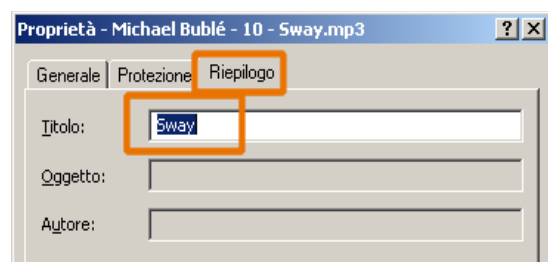 Proprietà - Michael Bublé - 10 - Sway.mp3 ? X
Generale Protezione Riepilogo
Titolo: Sway
Oggetto:
Autore: